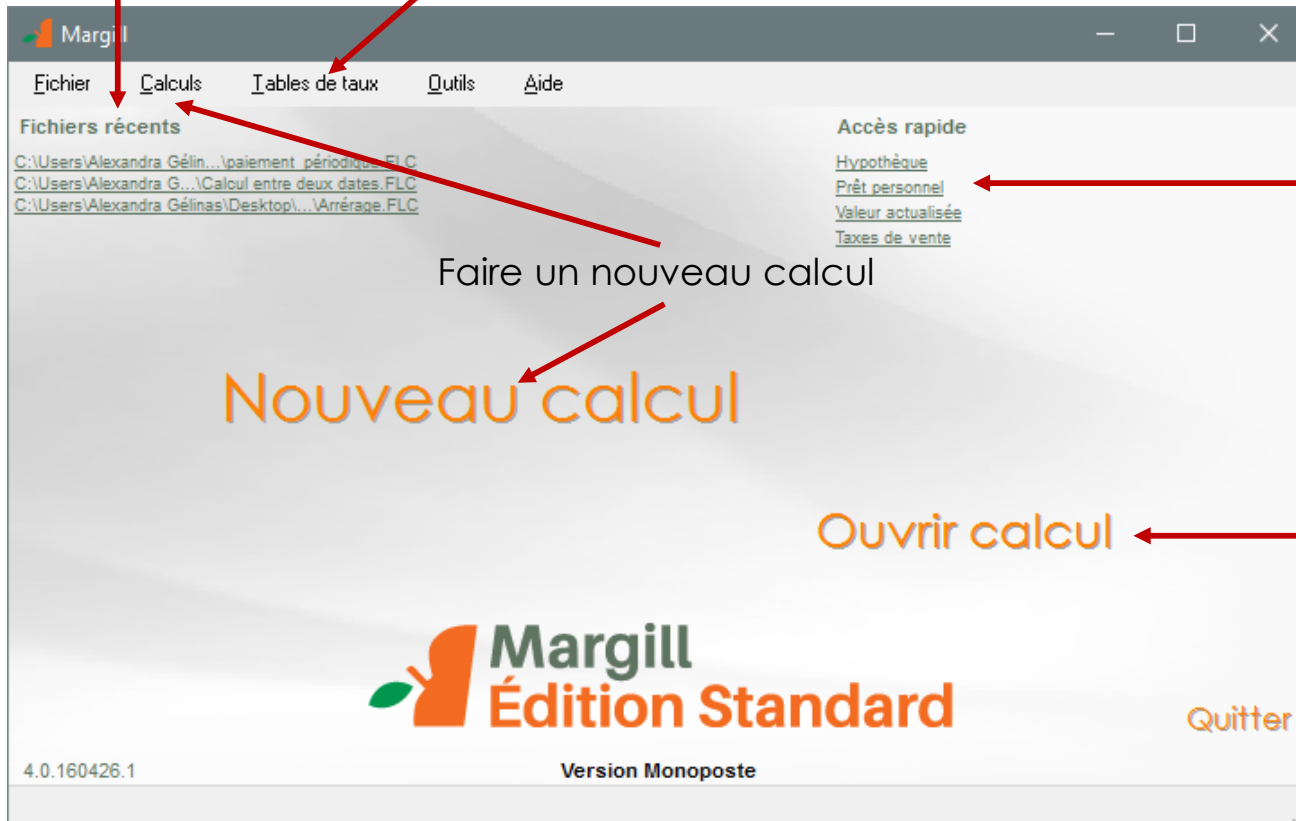 Margill
Fichier Calculs Tables de taux Outils Aide
Fichiers récents
C:\Users\Alexandra Gélin...\paiement périodique.FLC
C:\Users\Alexandra G...\Calcul entre deux dates.FLC
C:\Users\Alexandra Gélinas\Desktop\...\Arrérage.FLC
Accès rapide
Hypothèque
Prêt personnel
Valeur actualisée
Taxes de vente
Faire un nouveau calcul
Nouveau calcul
Ouvrir calcul
Margill
Édition Standard
Quitter
4.0.160426.1
Version Monoposte